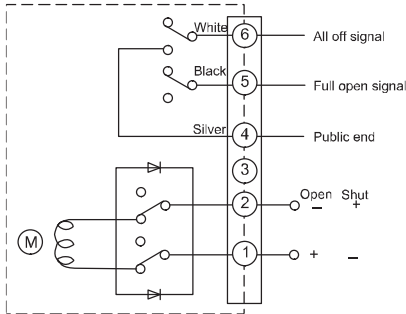 White 6 All off signal
Black 5 Full open signal
Silver 4 Public end
3
Open Shut
2 − +
M
1 + −